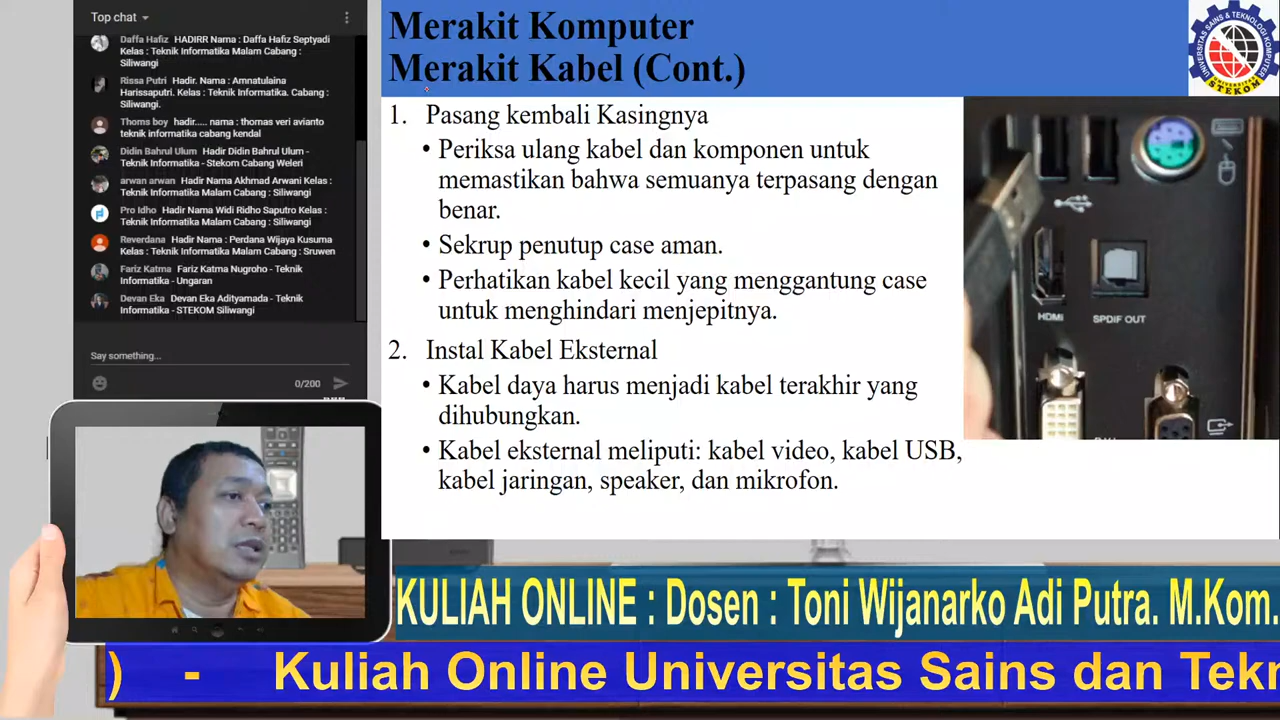 Top chat
Daffa Hafiz HADIRR Nama : Daffa Hafiz Septyadi
Kelas : Teknik Informatika Malam Cabang :
Siliwangi
Rissa Putri Hadir. Nama : Amnatulaina
Harissaputri. Kelas : Teknik Informatika. Cabang :
Siliwangi.
Thoms boy hadir..... nama : thomas veri avianto
teknik informatika cabang kendal
Didin Bahrul Ulum Hadir Didin Bahrul Ulum -
Teknik Informatika - Stekom Cabang Weleri
arwan arwan Hadir Nama Akhmad Arwani Kelas :
Teknik Informatika Malam Cabang : Siliwangi
Pro Idho Hadir Nama Widi Ridho Saputro Kelas :
Teknik Informatika Malam Cabang : Siliwangi
Reverdana Hadir Nama : Perdana Wijaya Kusuma
Kelas : Teknik Informatika Malam Cabang : Sruwen
Fariz Katma Fariz Katma Nugroho - Teknik
Informatika - Ungaran
Devan Eka Devan Eka Adityamada - Teknik
Informatika - STEKOM Siliwangi
Say something...
0/200
Merakit Komputer
Merakit Kabel (Cont.)
1. Pasang kembali Kasingnya
• Periksa ulang kabel dan komponen untuk
memastikan bahwa semuanya terpasang dengan
benar.
• Sekrup penutup case aman.
• Perhatikan kabel kecil yang menggantung case
untuk menghindari menjepitnya.
2. Instal Kabel Eksternal
• Kabel daya harus menjadi kabel terakhir yang
dihubungkan.
• Kabel eksternal meliputi: kabel video, kabel USB,
kabel jaringan, speaker, dan mikrofon.
UNIVERSITAS SAINS & TEKNOLOGI KOMPUTER
UNIVERSITAS
STEKOM
HDMI
SPDIF OUT
KULIAH ONLINE : Dosen : Toni Wijanarko Adi Putra. M.Kom.
) - Kuliah Online Universitas Sains dan Tekn